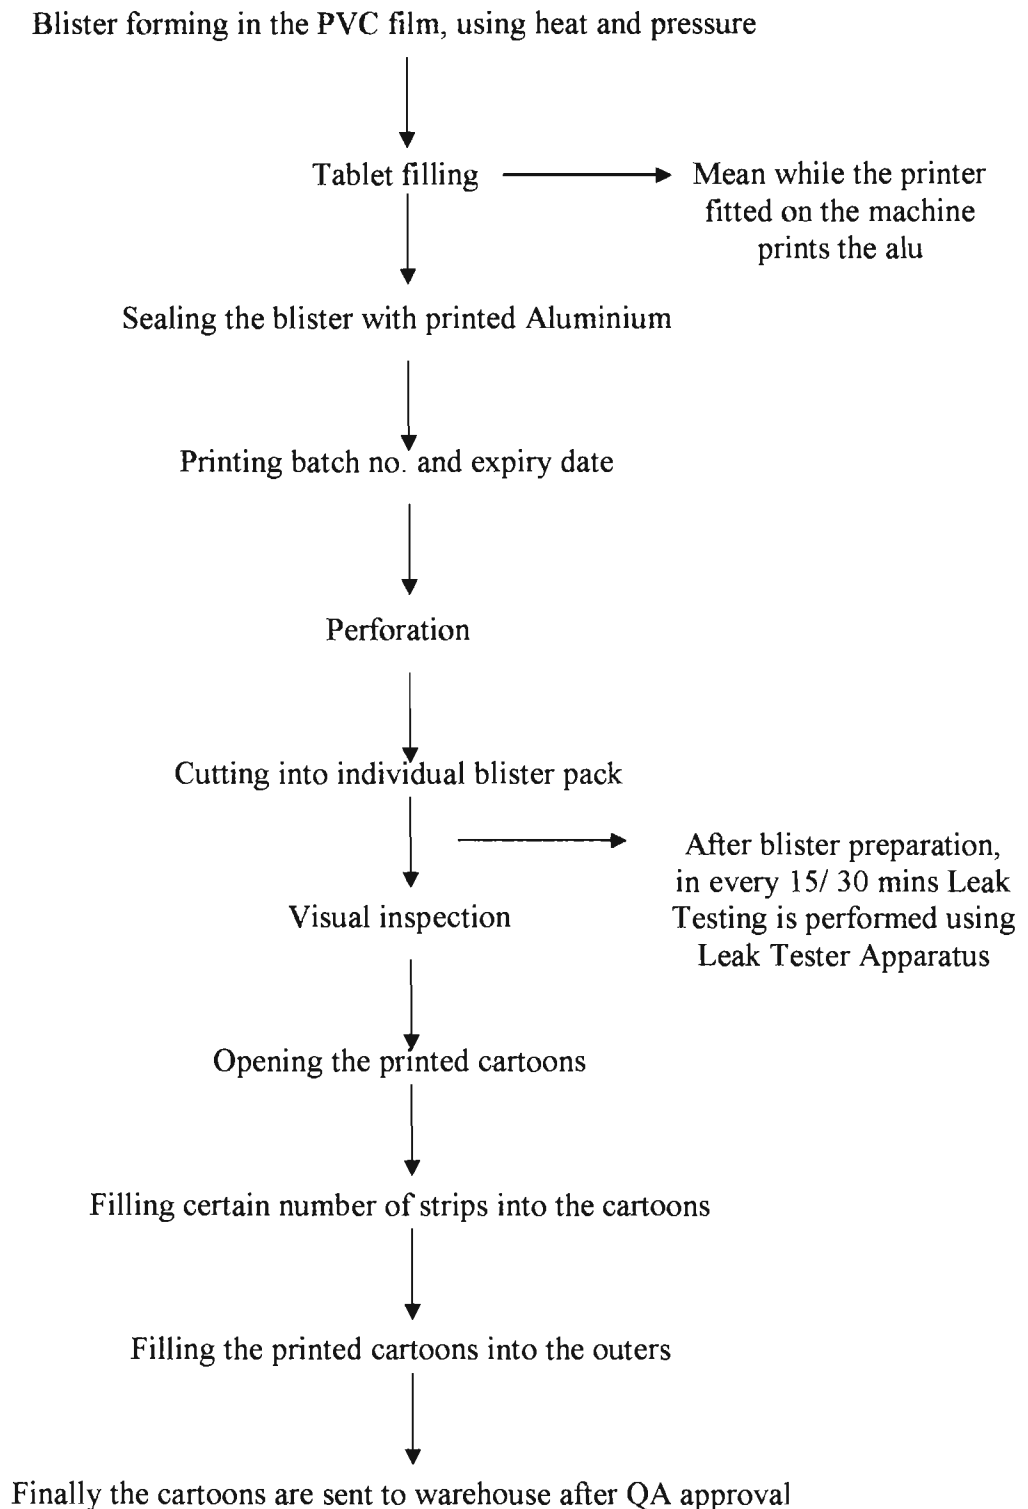 Blister forming in the PVC film, using heat and pressure
Tablet filling
Mean while the printer
fitted on the machine
prints the alu
Sealing the blister with printed Aluminium
Printing batch no. and expiry date
Perforation
Cutting into individual blister pack
After blister preparation,
in every 15/ 30 mins Leak
Testing is performed using
Leak Tester Apparatus
Visual inspection
Opening the printed cartoons
Filling certain number of strips into the cartoons
Filling the printed cartoons into the outers
Finally the cartoons are sent to warehouse after QA approval